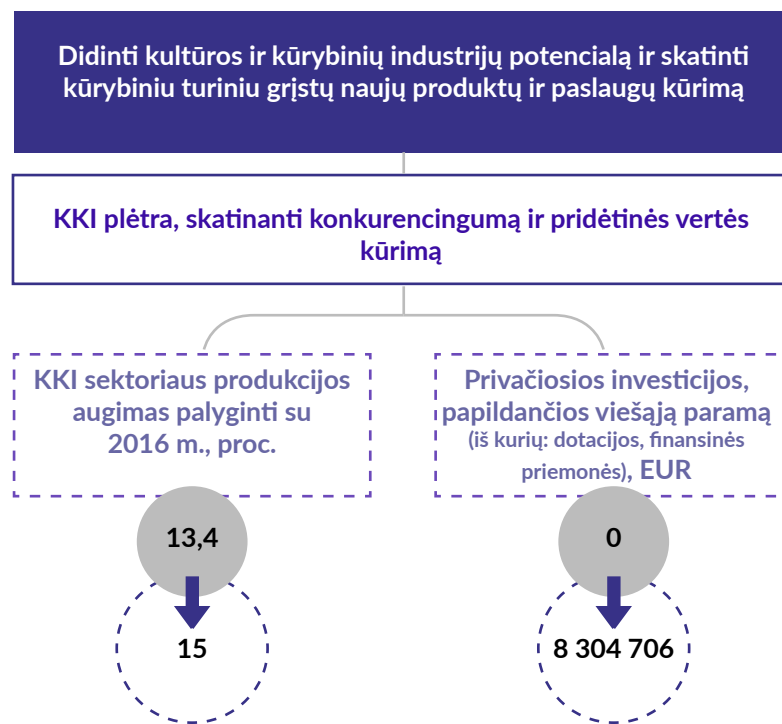 Didinti kultūros ir kūrybinių industrijų potencialą ir skatinti
kūrybiniu turiniu grįstų naujų produktų ir paslaugų kūrimą
KKI plėtra, skatinanti konkurencingumą ir pridėtinės vertės
kūrimą
KKI sektoriaus produkcijos
augimas palyginti su
2016 m., proc.
13,4
15
Privačiosios investicijos,
papildančios viešąją paramą
(iš kurių: dotacijos, finansinės
priemonės), EUR
0
8 304 706